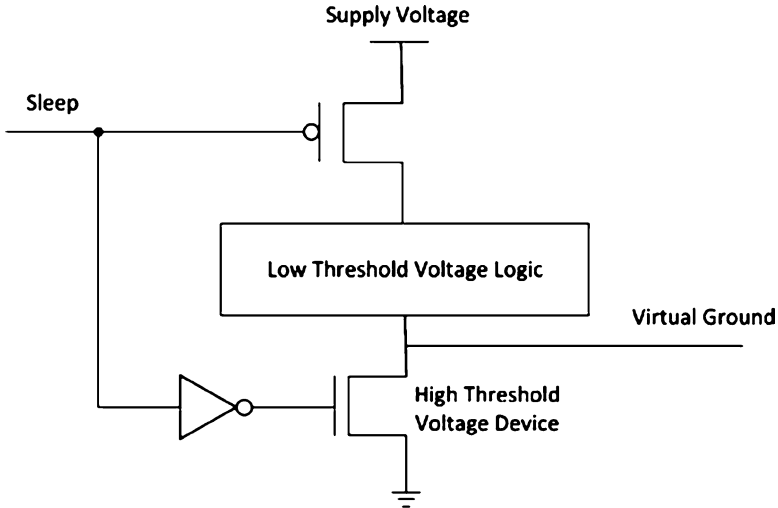 Supply Voltage
Sleep
Low Threshold Voltage Logic
Virtual Ground
High Threshold
Voltage Device